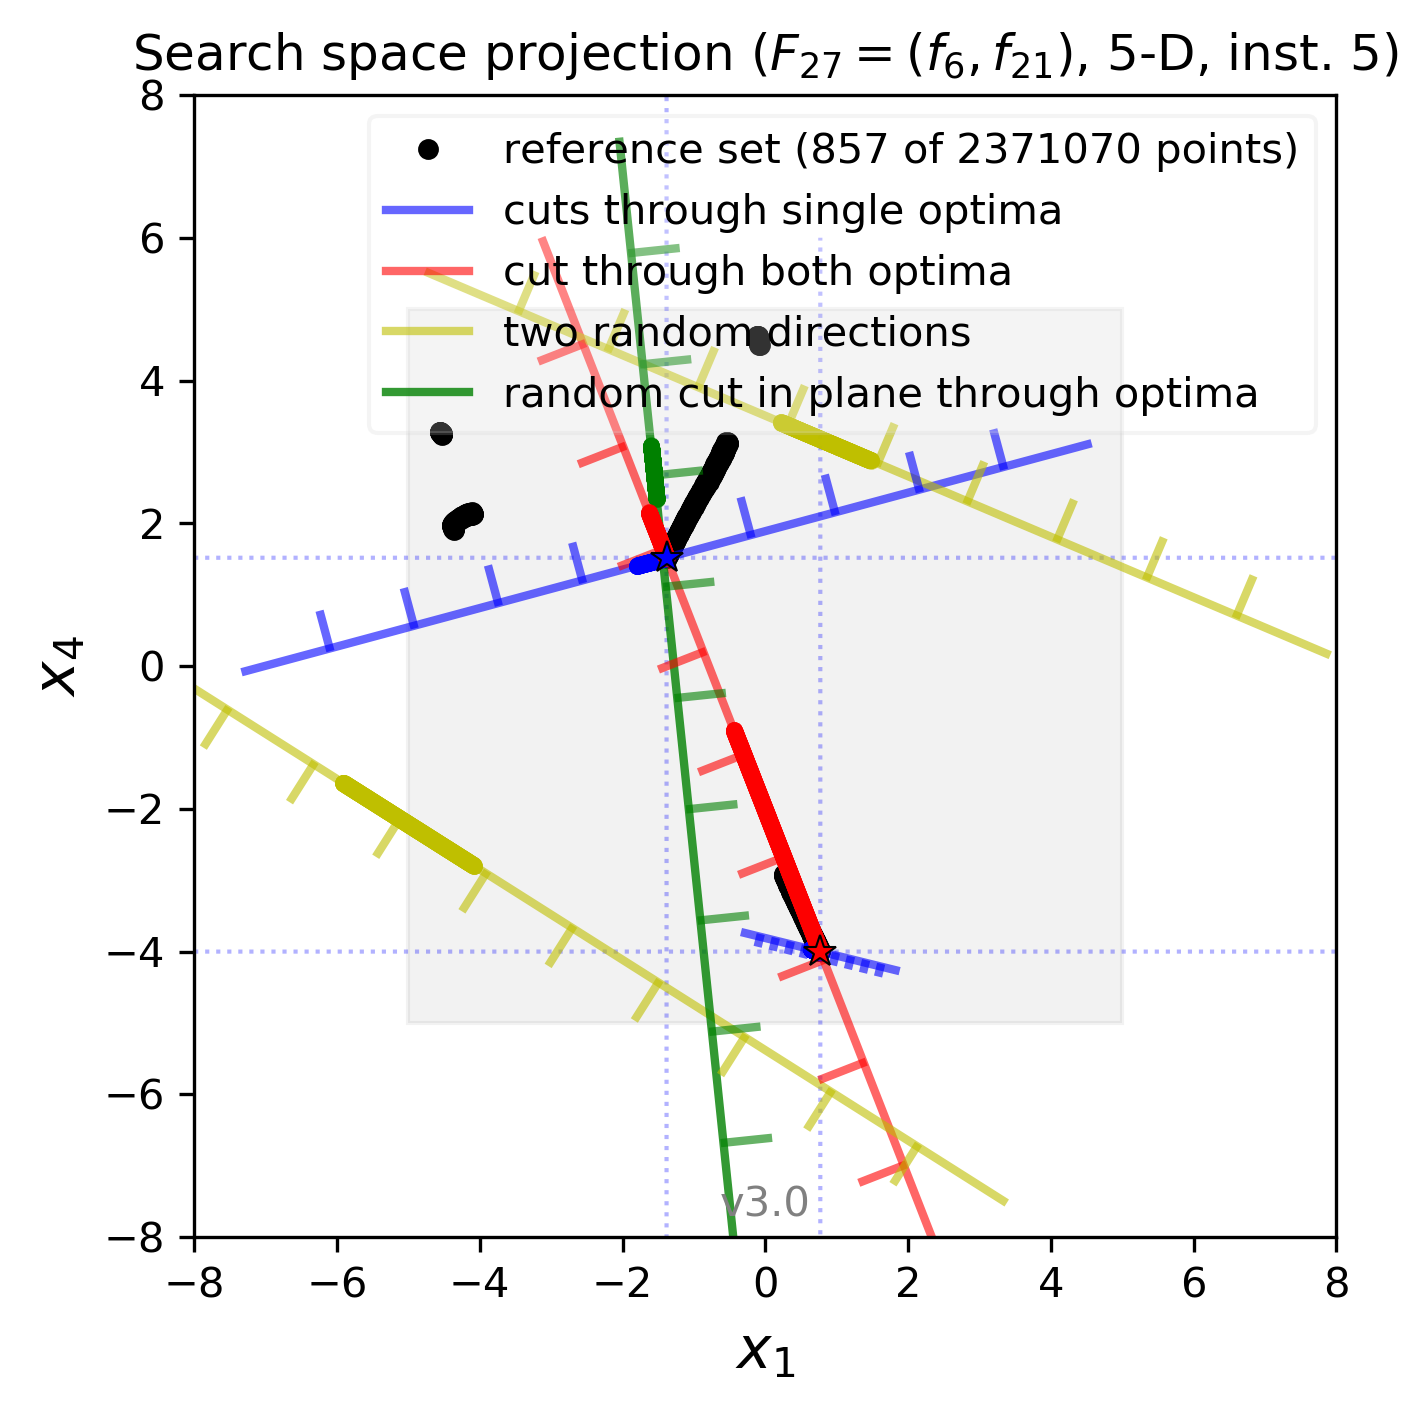 Search space projection (F₂₇ = (f₆, f₂₁), 5-D, inst. 5)
reference set (857 of 2371070 points)
cuts through single optima
cut through both optima
two random directions
random cut in plane through optima
8
6
4
2
0
−2
−4
−6
−8
x₄
v3.0
−8 −6 −4 −2 0 2 4 6 8
x₁